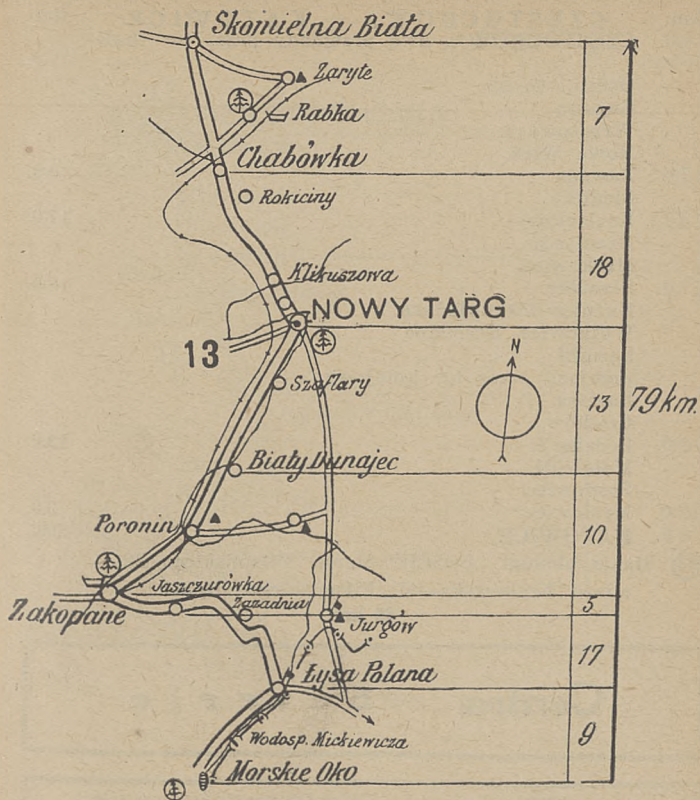 Skomielna Biała
Zaryte
Rabka
7
Chabówka
Rokiciny
18
Klikuszowa
NOWY TARG
13
N
Szaflary
13
79 km.
Biały Dunajec
Poronin
10
Jaszczurówka
Zazadnia
5
Zakopane
Jurgów
17
Łysa Polana
9
Wodosp. Mickiewicza
Morskie Oko